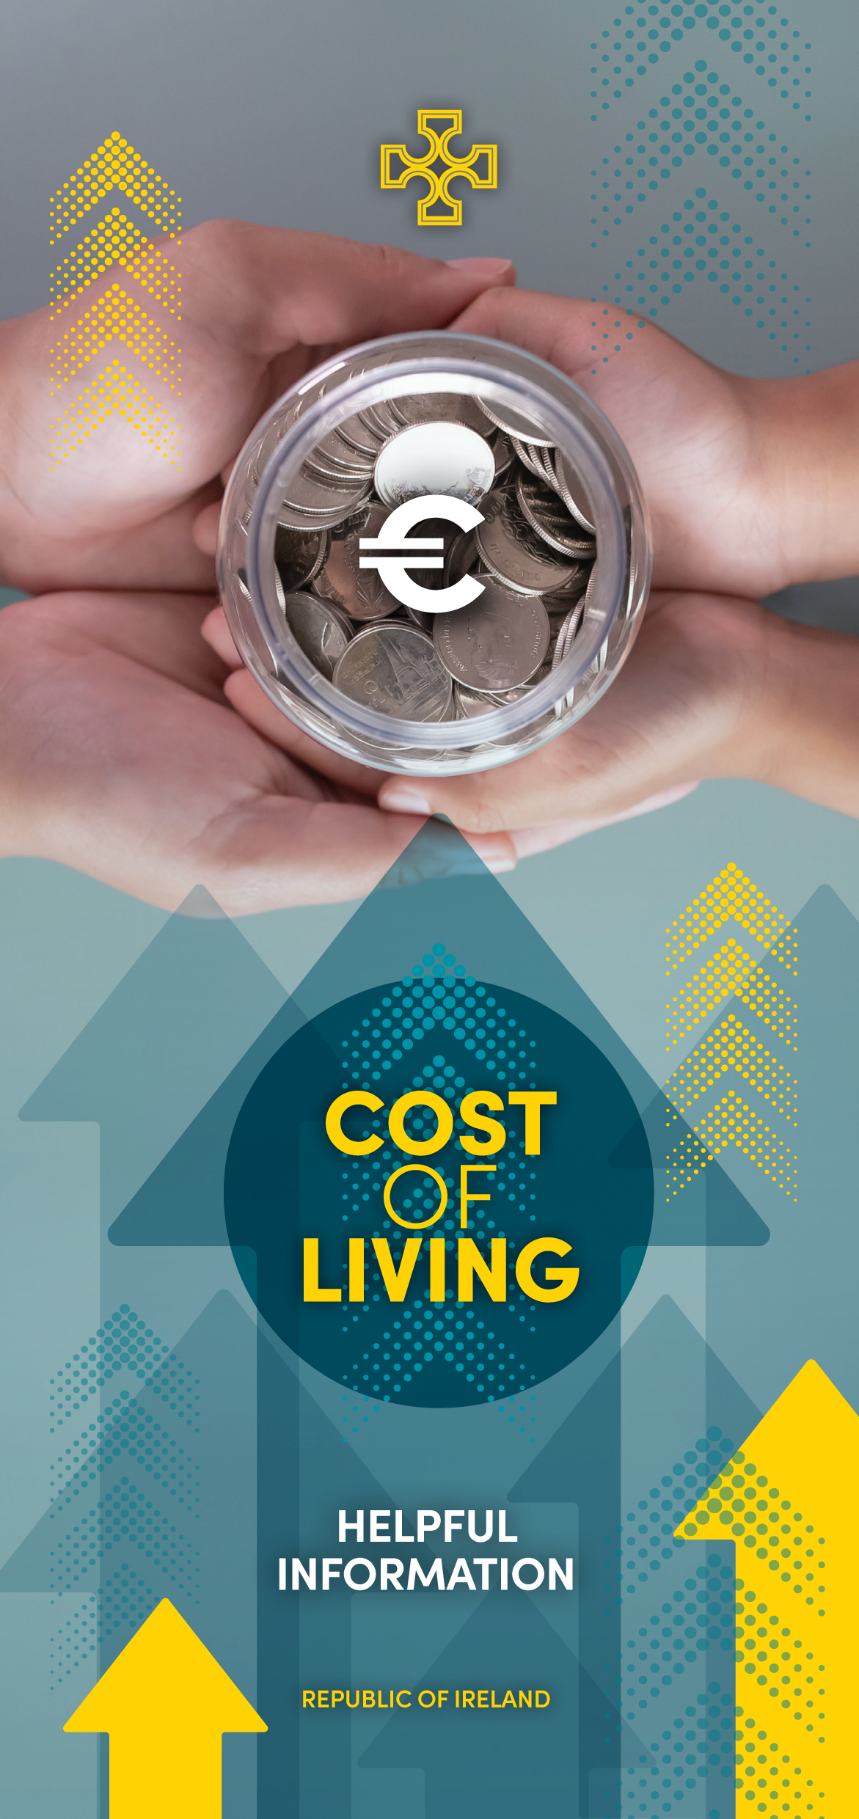 €
COST
OF
LIVING
HELPFUL
INFORMATION
REPUBLIC OF IRELAND